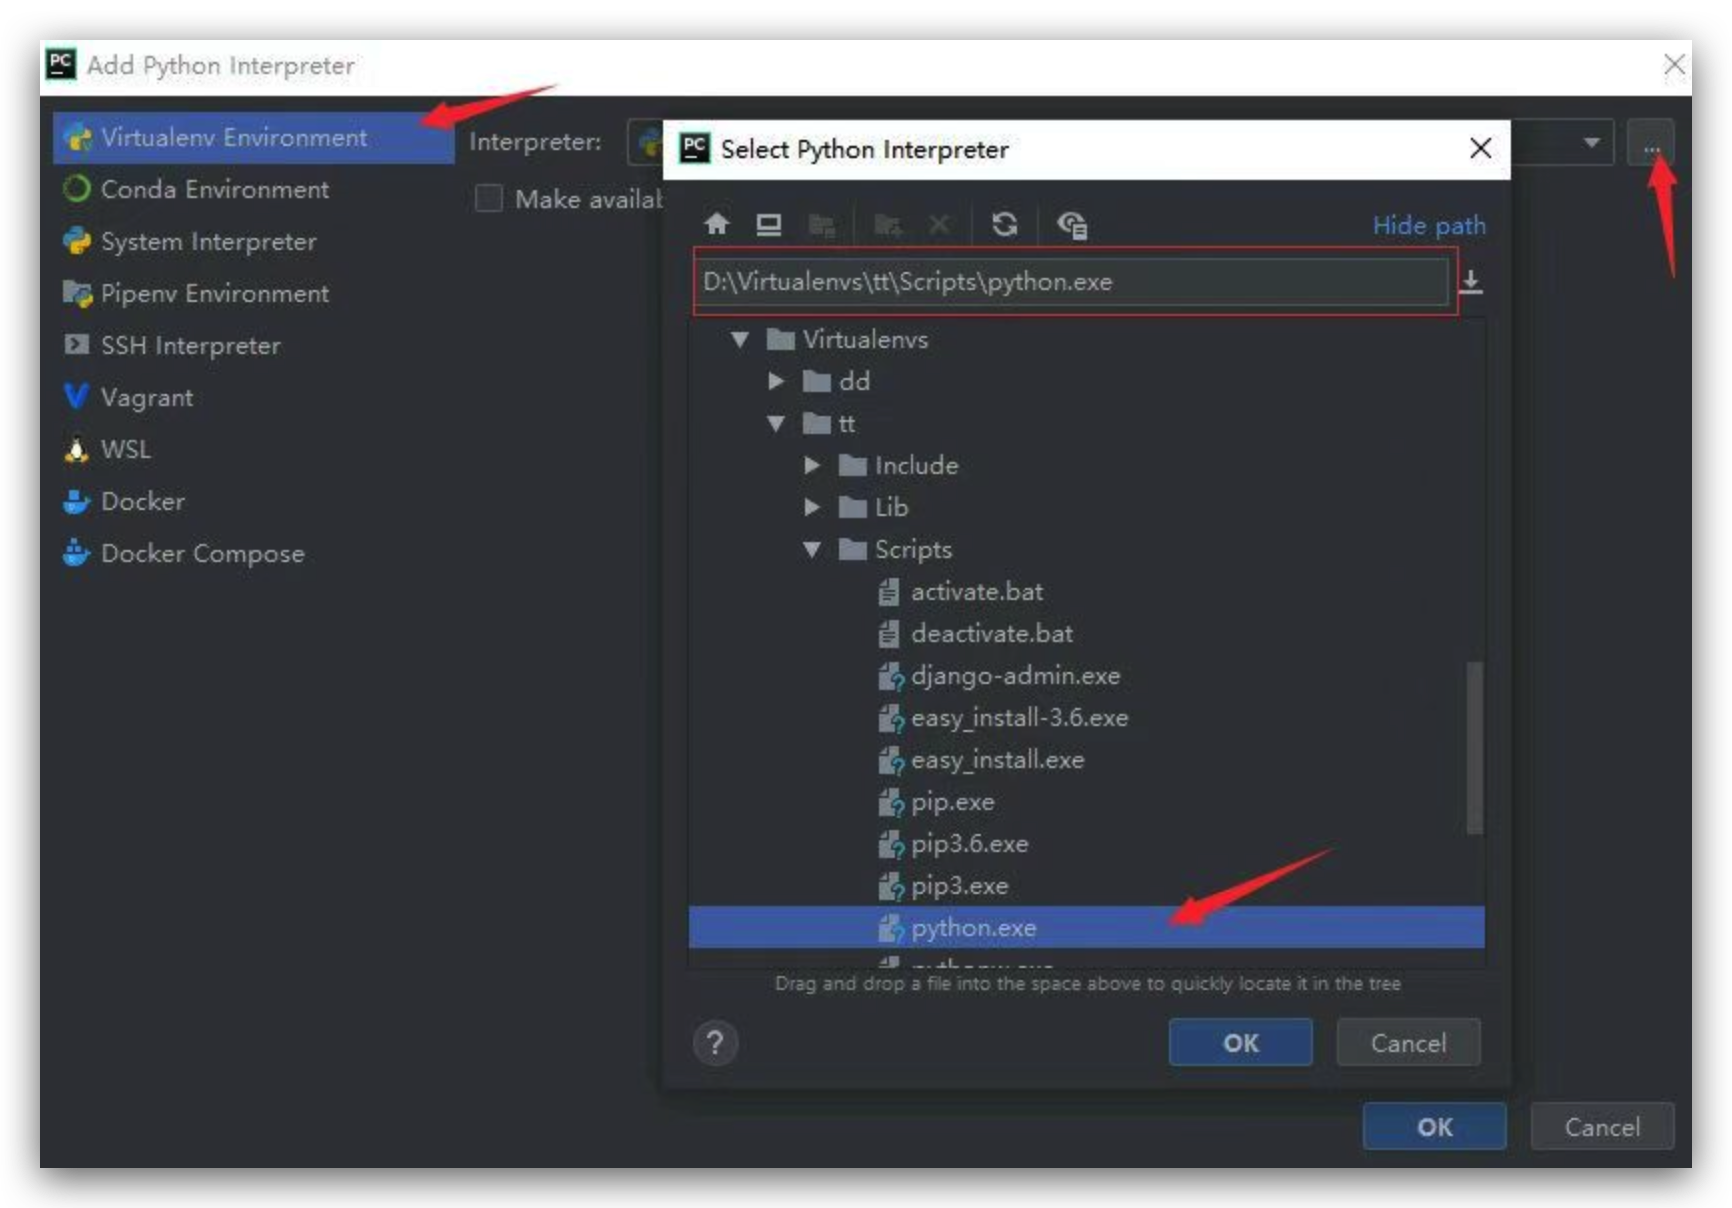 PC Add Python Interpreter
Virtualenv Environment
Conda Environment
System Interpreter
Pipenv Environment
SSH Interpreter
Vagrant
WSL
Docker
Docker Compose
Interpreter:
...
Make availab
PC Select Python Interpreter
Hide path
D:\Virtualenvs\tt\Scripts\python.exe
Virtualenvs
dd
tt
Include
Lib
Scripts
activate.bat
deactivate.bat
django-admin.exe
easy_install-3.6.exe
easy_install.exe
pip.exe
pip3.6.exe
pip3.exe
python.exe
Drag and drop a file into the space above to quickly locate it in the tree
? OK Cancel
OK Cancel